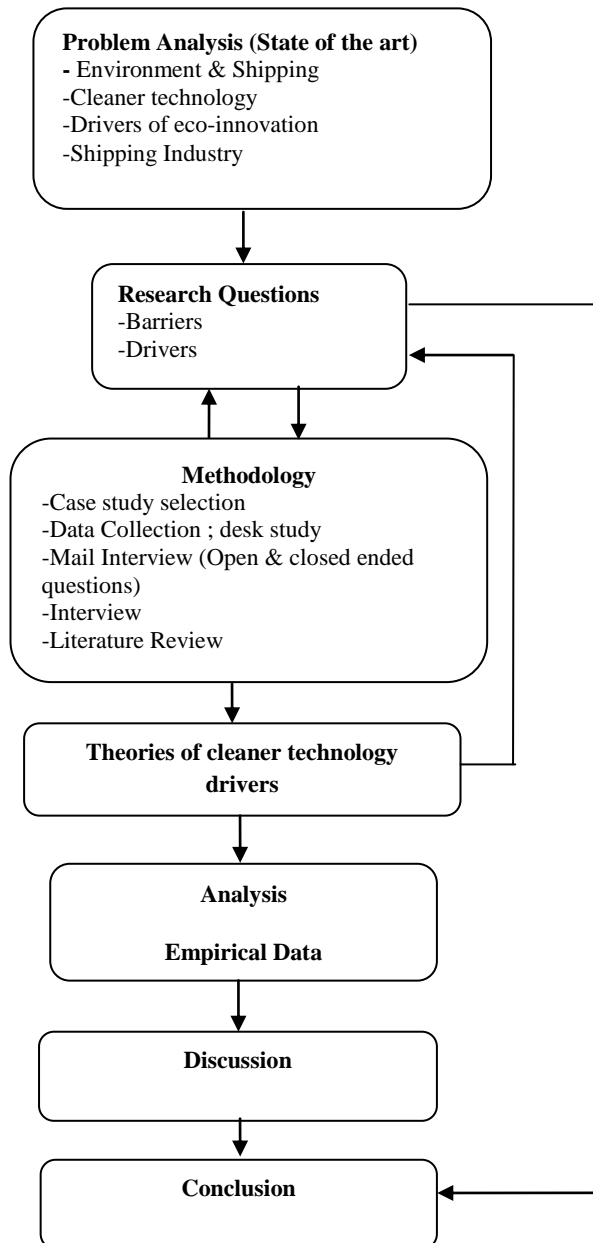 Problem Analysis (State of the art)
- Environment & Shipping
-Cleaner technology
-Drivers of eco-innovation
-Shipping Industry
Research Questions
-Barriers
-Drivers
Methodology
-Case study selection
-Data Collection ; desk study
-Mail Interview (Open & closed ended
questions)
-Interview
-Literature Review
Theories of cleaner technology
drivers
Analysis
Empirical Data
Discussion
Conclusion